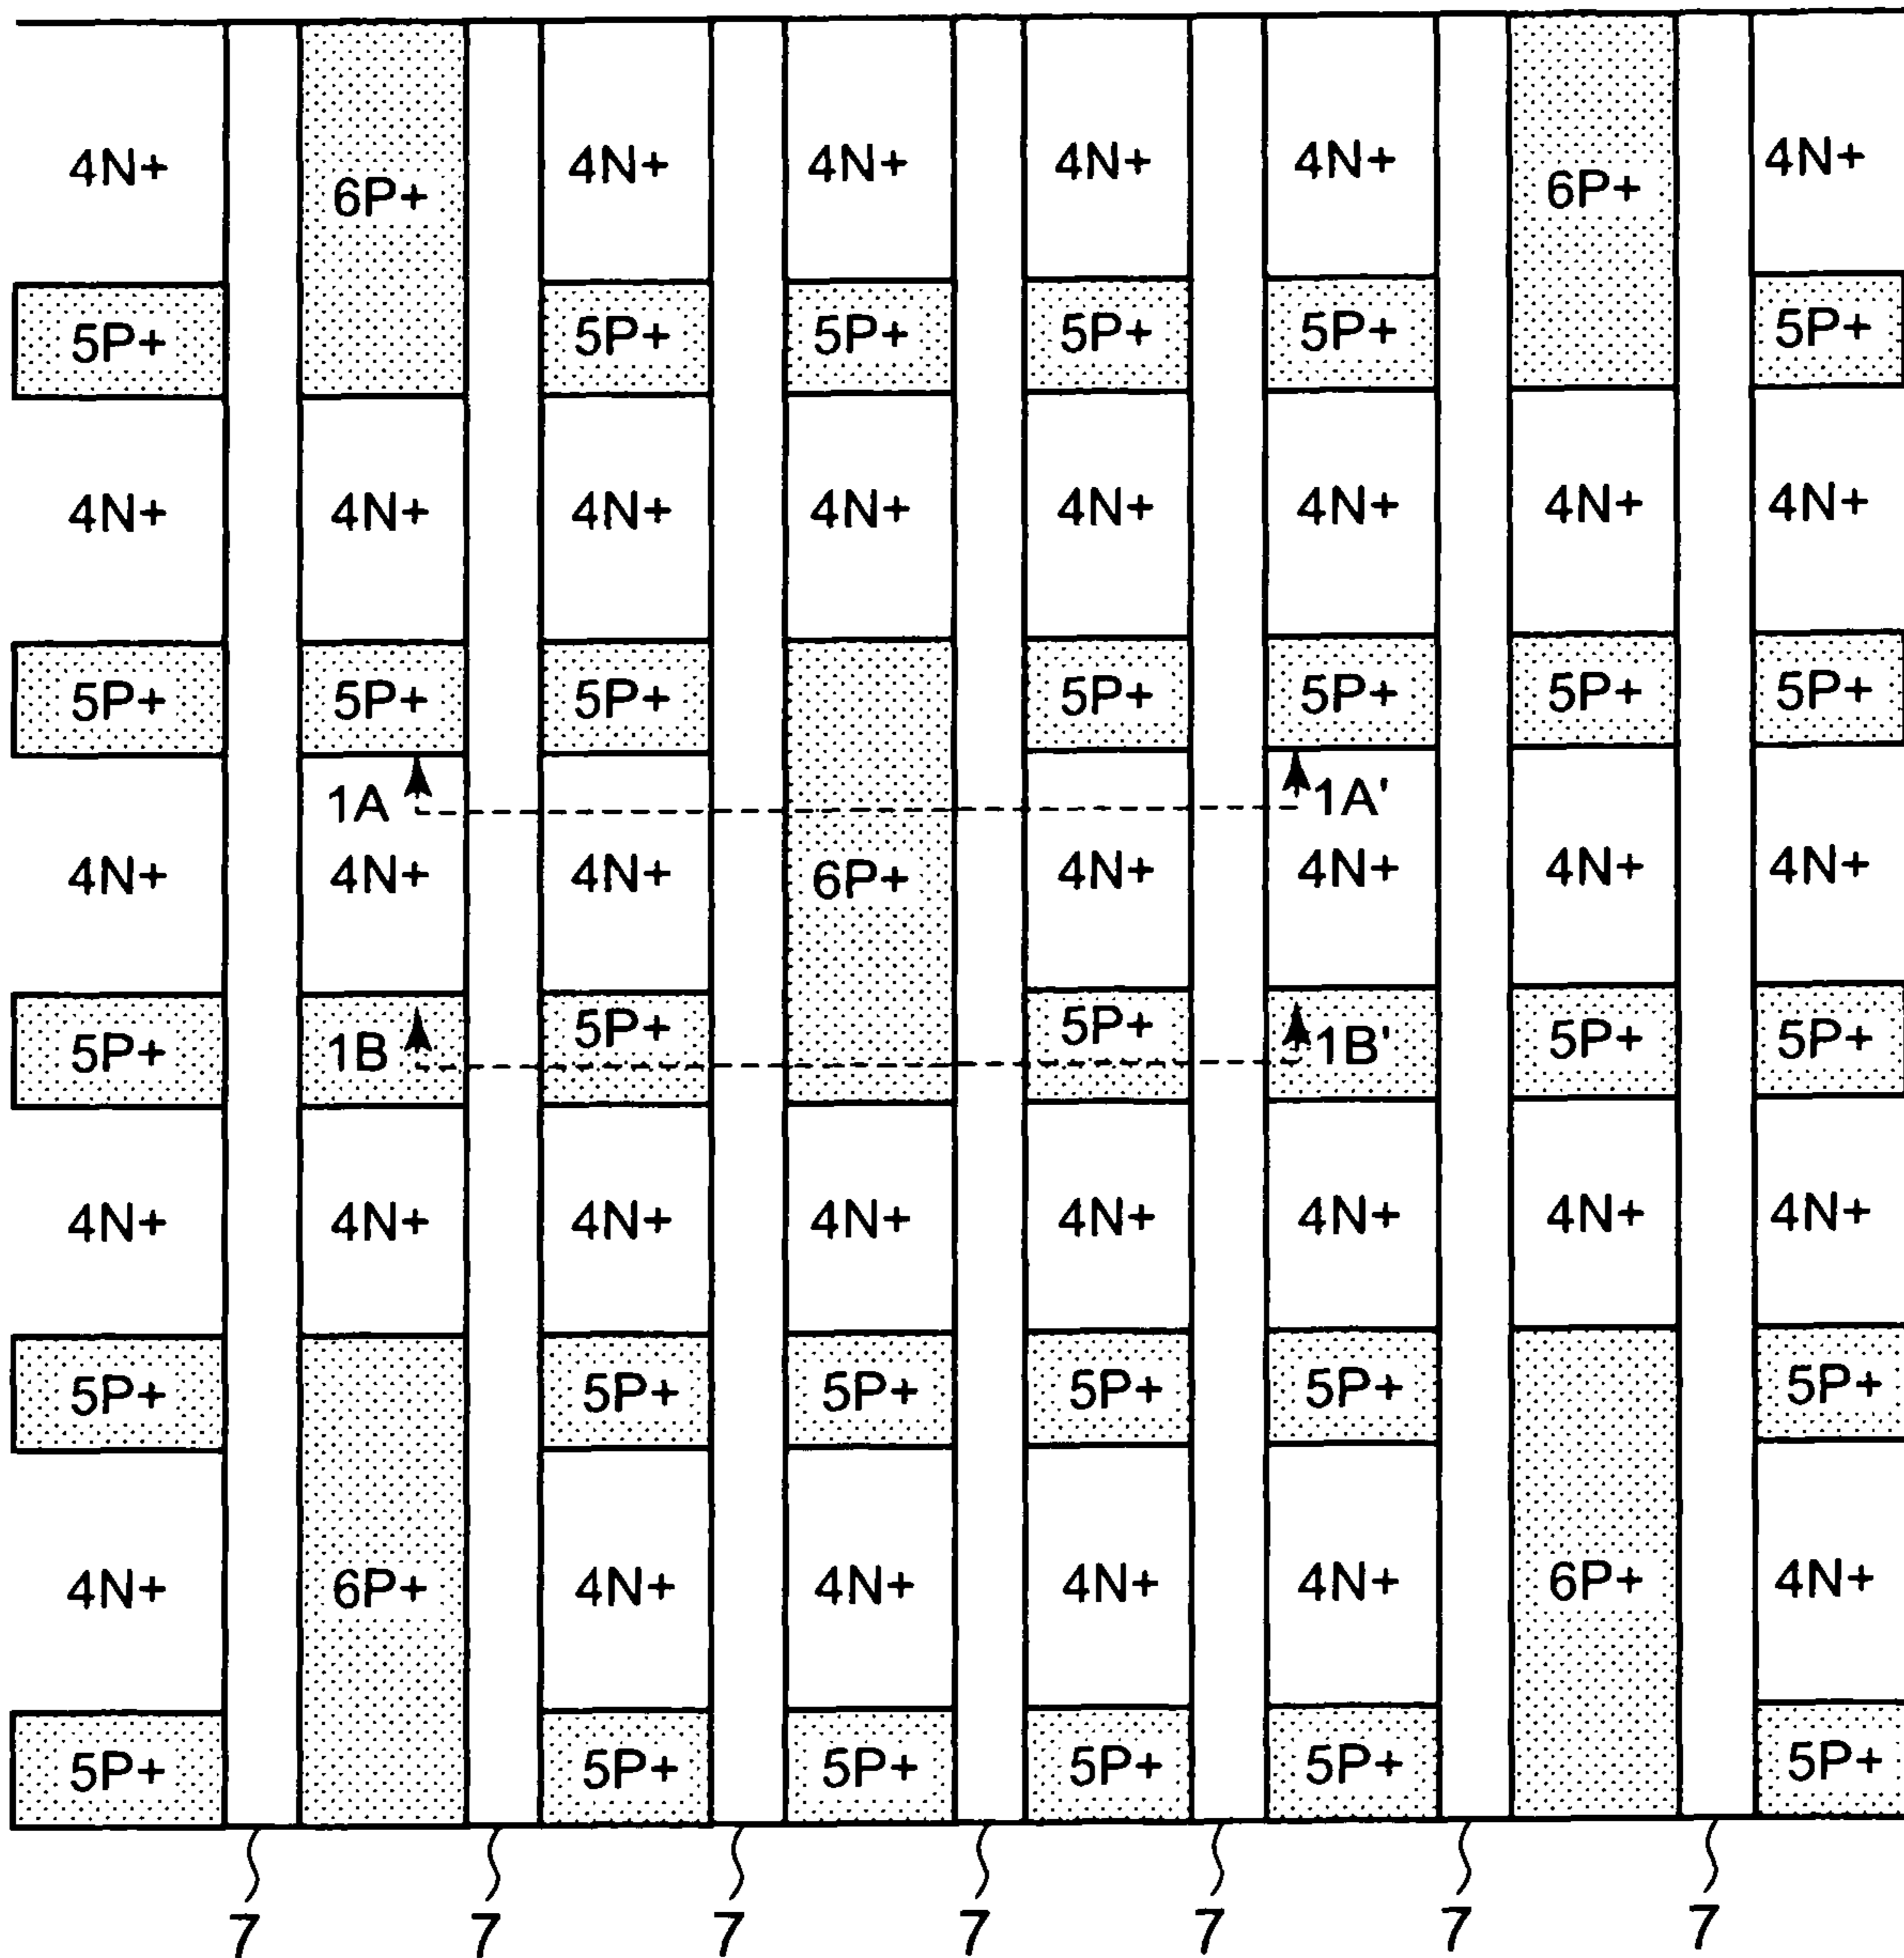 4N+ 6P+ 4N+ 4N+ 4N+ 4N+ 6P+ 4N+
5P+ 5P+ 5P+ 5P+ 5P+ 5P+
4N+ 4N+ 4N+ 4N+ 4N+ 4N+ 4N+ 4N+
5P+ 5P+ 5P+ 5P+ 5P+ 5P+ 5P+
1A 1A'
4N+ 4N+ 4N+ 6P+ 4N+ 4N+ 4N+ 4N+
5P+ 1B 5P+ 5P+ 1B' 5P+ 5P+
4N+ 4N+ 4N+ 4N+ 4N+ 4N+ 4N+ 4N+
5P+ 5P+ 5P+ 5P+ 5P+ 5P+
4N+ 6P+ 4N+ 4N+ 4N+ 4N+ 6P+ 4N+
5P+ 5P+ 5P+ 5P+ 5P+ 5P+
7 7 7 7 7 7 7